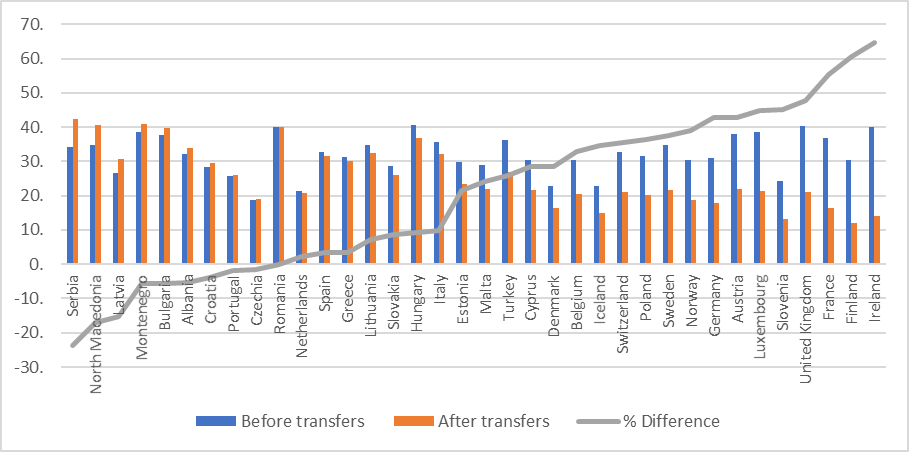 70.
60.
50.
40.
30.
20.
10.
0.
-10.
-20.
-30.
Serbia
North Macedonia
Latvia
Montenegro
Bulgaria
Albania
Croatia
Portugal
Czechia
Romania
Netherlands
Spain
Greece
Lithuania
Slovakia
Hungary
Italy
Estonia
Malta
Turkey
Cyprus
Denmark
Belgium
Iceland
Switzerland
Poland
Sweden
Norway
Germany
Austria
Luxembourg
Slovenia
United Kingdom
France
Finland
Ireland
Before transfers After transfers % Difference